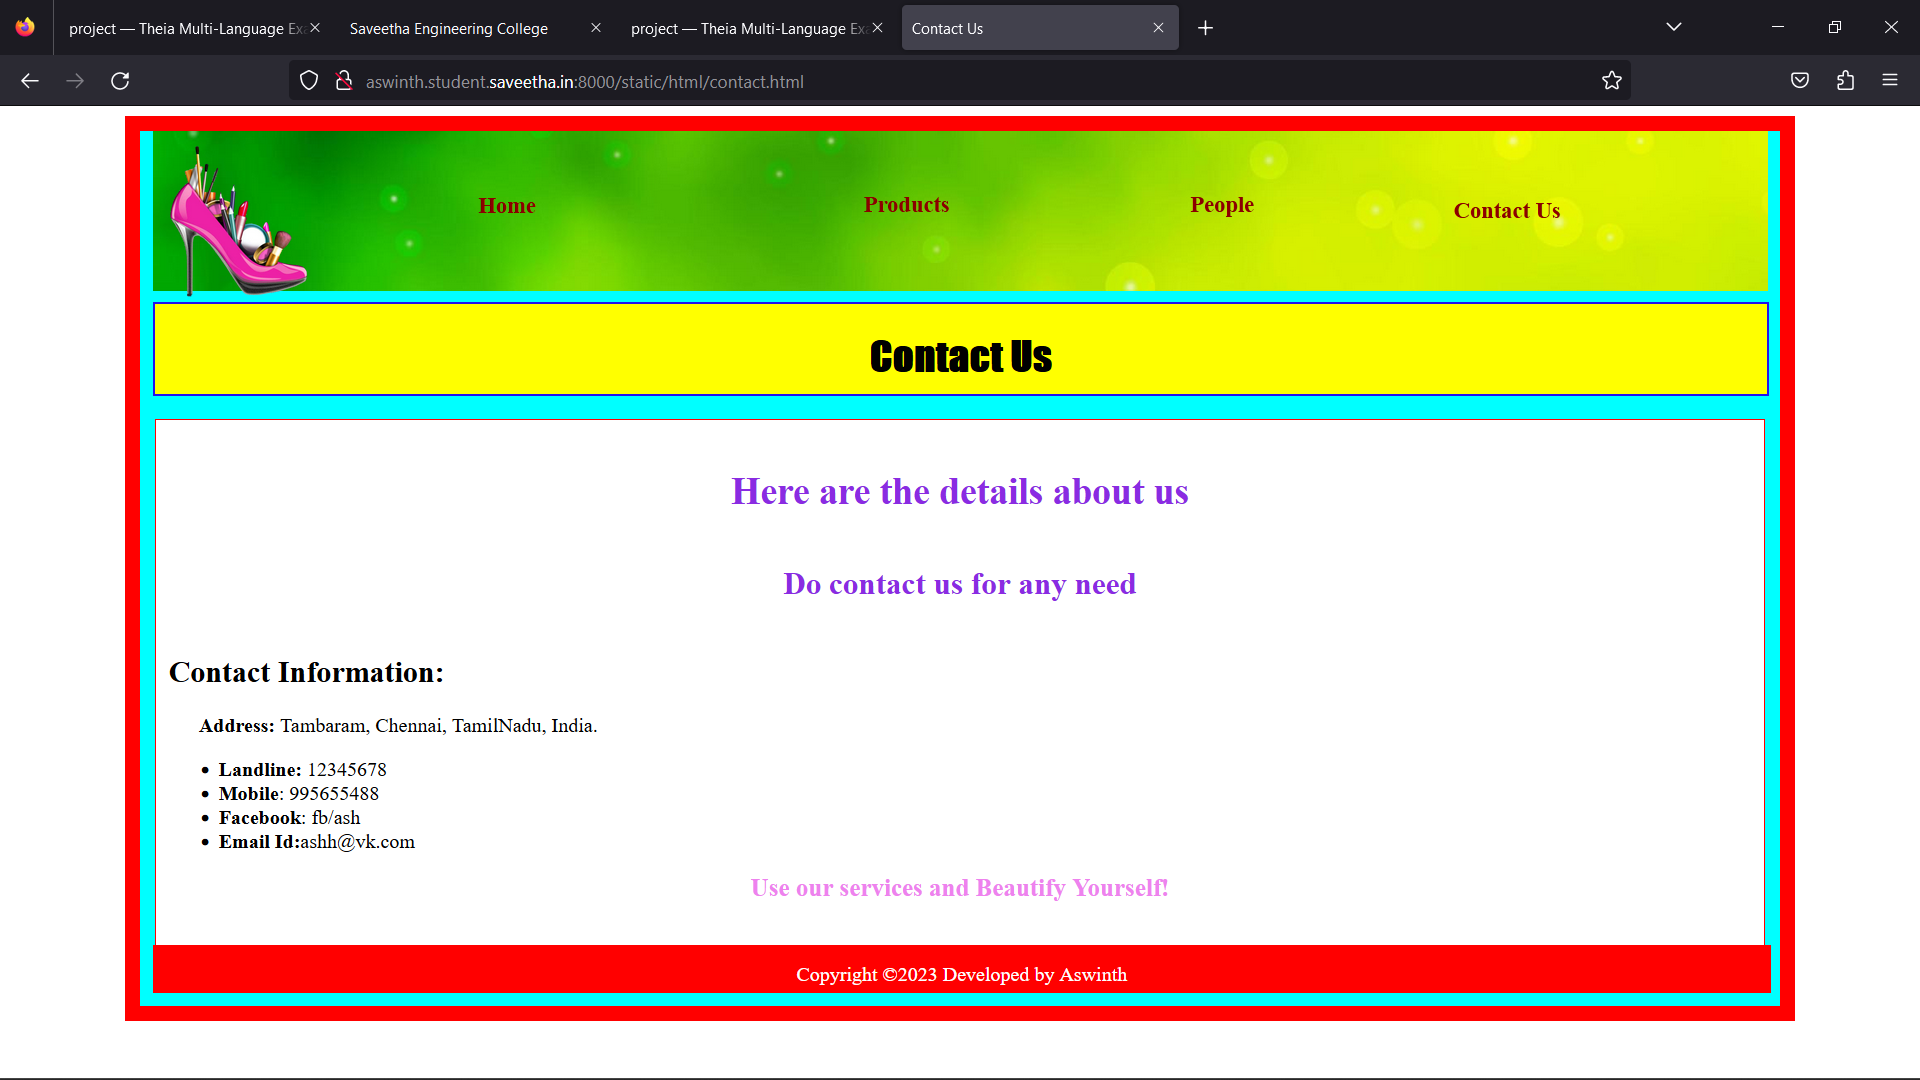 project — Theia Multi-Language Exa
Saveetha Engineering College
project — Theia Multi-Language Exa
Contact Us
aswinth.student.saveetha.in:8000/static/html/contact.html
Home
Products
People
Contact Us
Contact Us
Here are the details about us
Do contact us for any need
Contact Information:
Address: Tambaram, Chennai, TamilNadu, India.
• Landline: 12345678
• Mobile: 995655488
• Facebook: fb/ash
• Email Id:ashh@vk.com
Use our services and Beautify Yourself!
Copyright ©2023 Developed by Aswinth